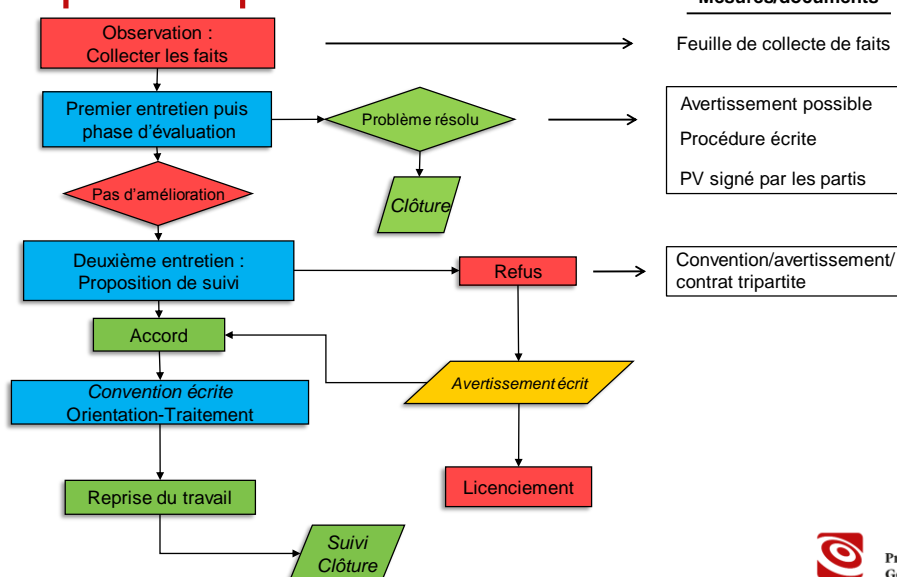 Mesures/documents
Observation :
Collecter les faits
Feuille de collecte de faits
Premier entretien puis
phase d'évaluation
Problème résolu
Avertissement possible
Procédure écrite
PV signé par les partis
Pas d'amélioration
Clôture
Deuxième entretien :
Proposition de suivi
Refus
Convention/avertissement/
contrat tripartite
Accord
Avertissement écrit
Convention écrite
Orientation-Traitement
Reprise du travail
Licenciement
Suivi
Clôture